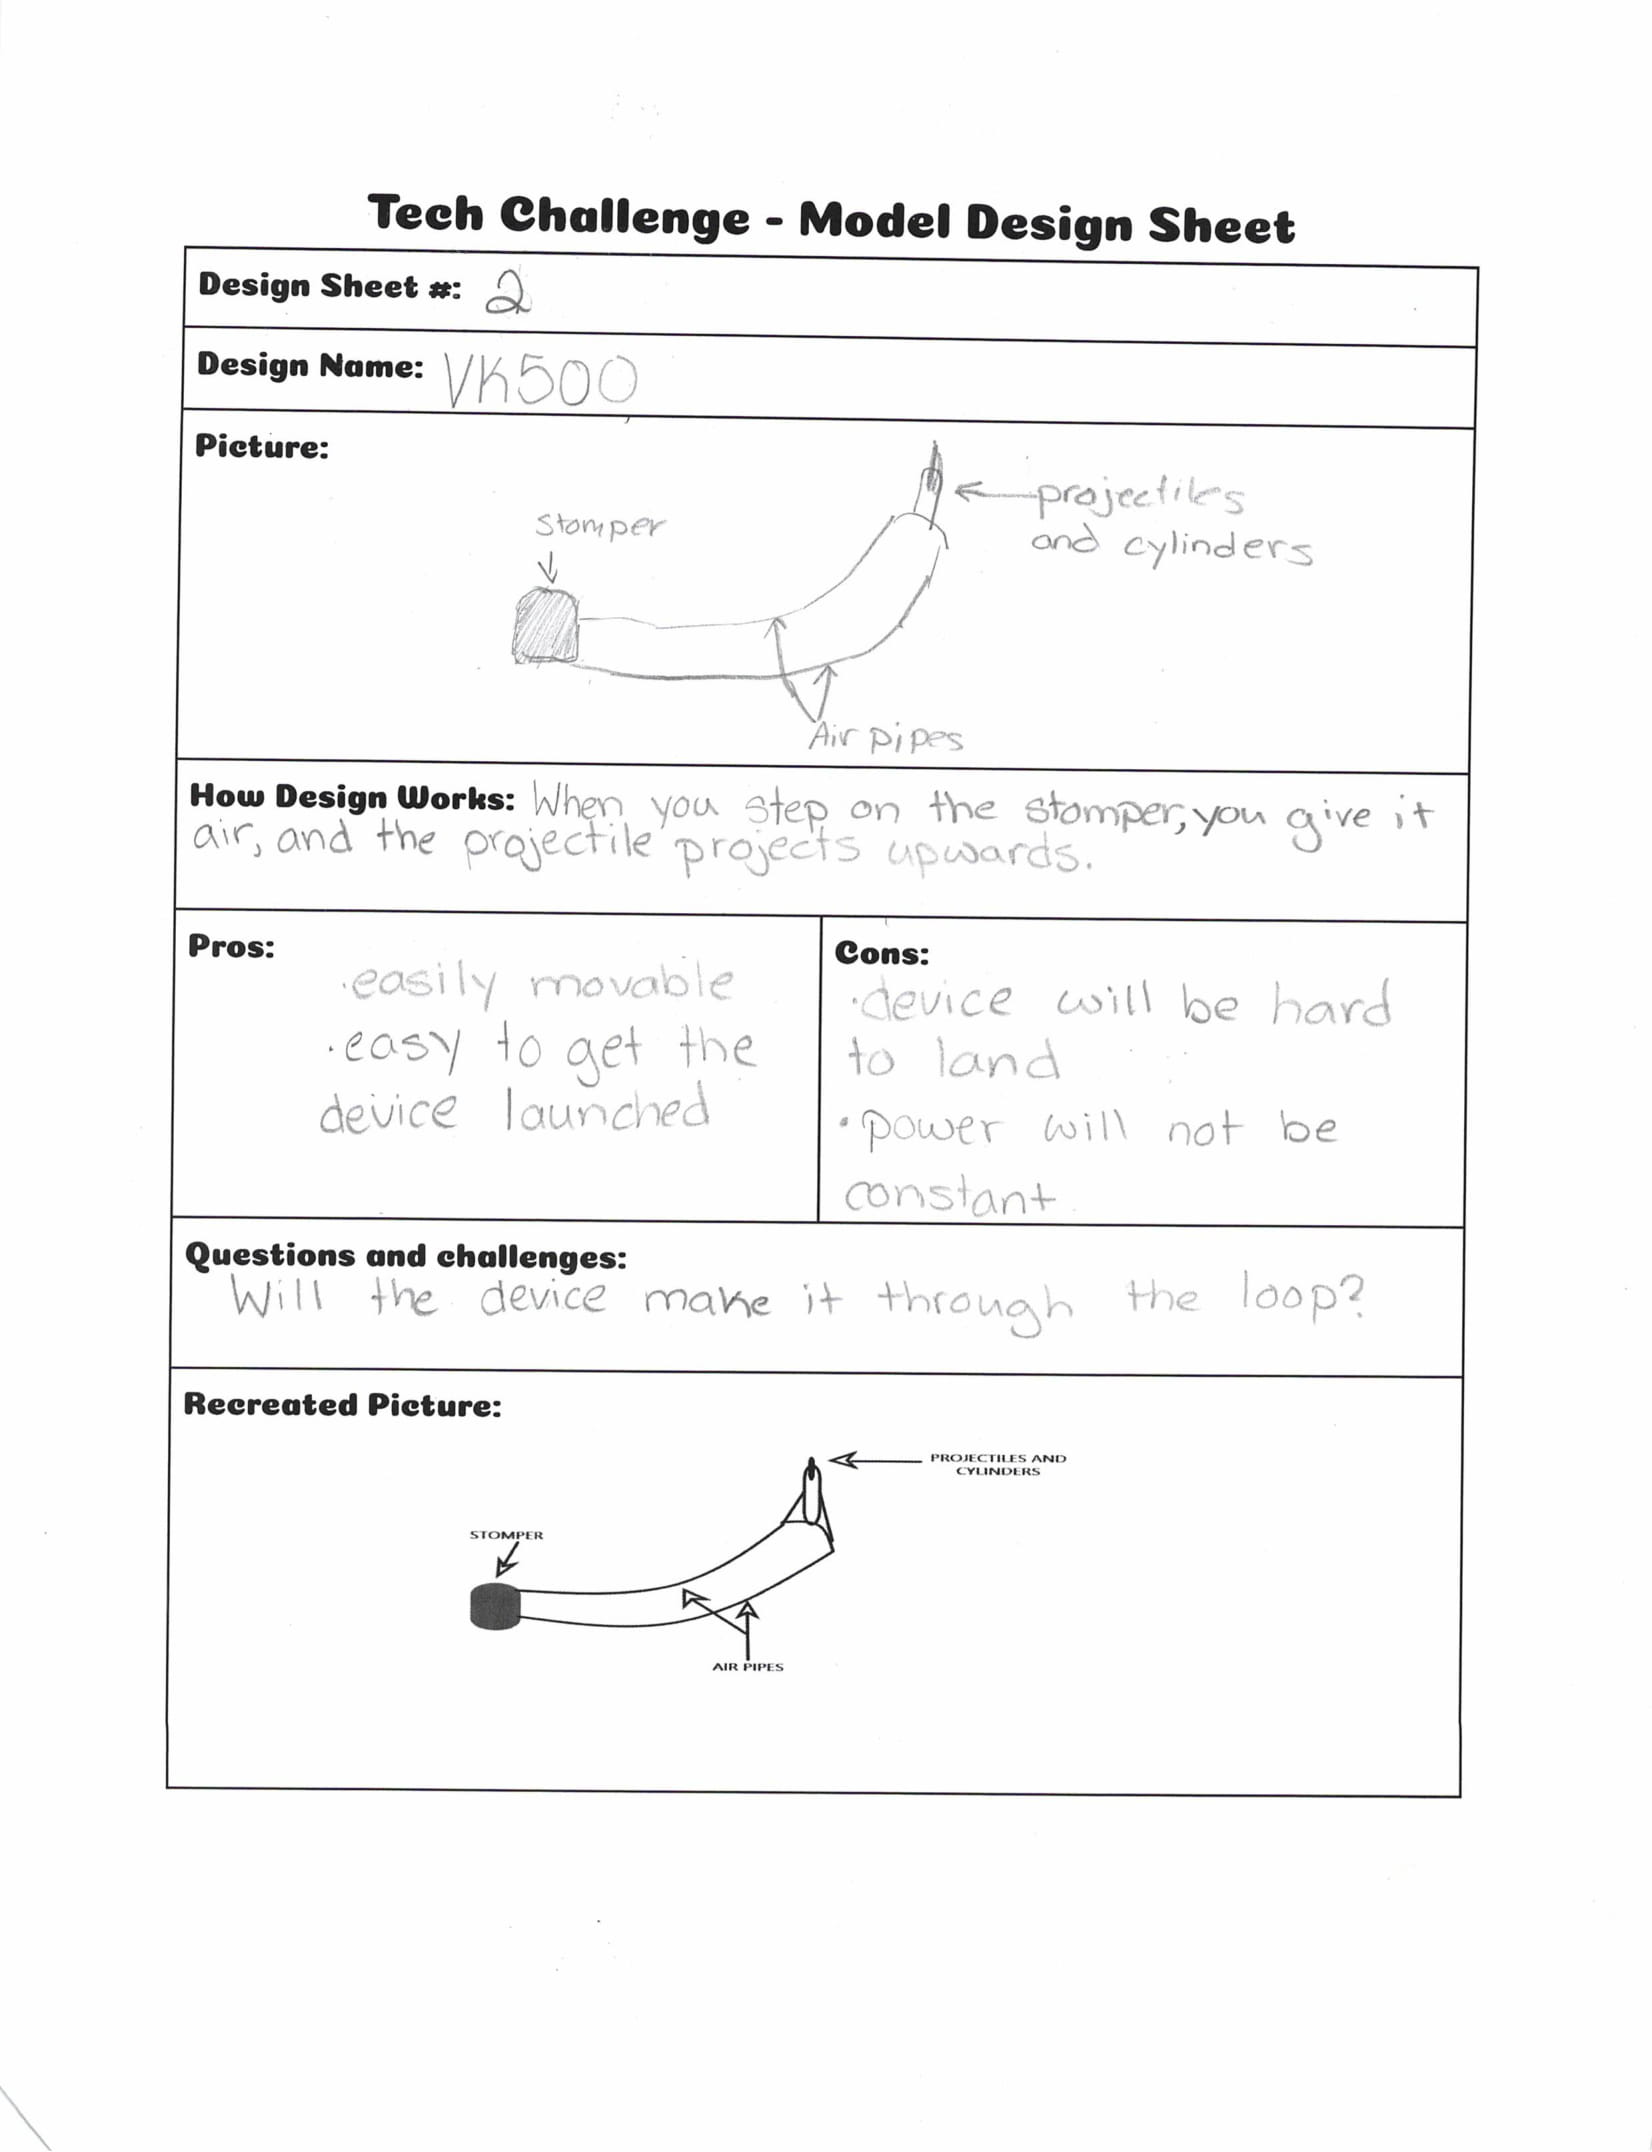 Tech Challenge - Model Design Sheet
Design Sheet #: 2
Design Name: VK500
Picture:
projectiles
and cylinders
Stomper
Air pipes
How Design Works: When you step on the stomper, you give it
air, and the projectile projects upwards.
Pros:
·easily movable
·easy to get the
device launched
Cons:
·device will be hard
to land
·power will not be
constant
Questions and challenges:
Will the device make it through the loop?
Recreated Picture:
PROJECTILES AND
CYLINDERS
STOMPER
AIR PIPES